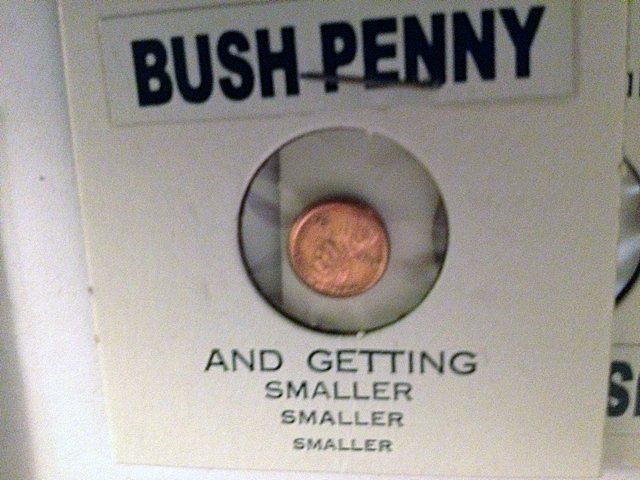 BUSH PENNY
AND GETTING
SMALLER
SMALLER
SMALLER